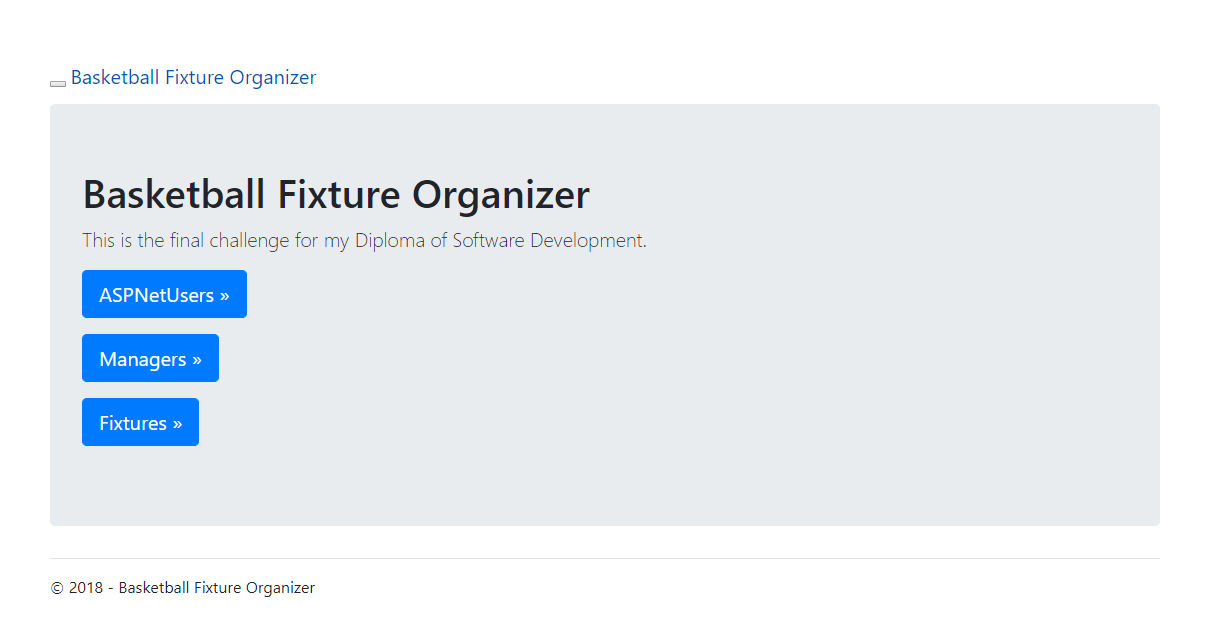 Basketball Fixture Organizer
Basketball Fixture Organizer
This is the final challenge for my Diploma of Software Development.
ASPNetUsers »
Managers »
Fixtures »
© 2018 - Basketball Fixture Organizer